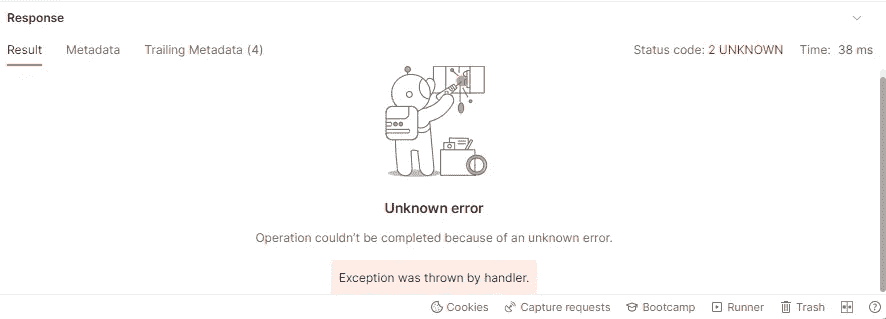 Response
Result Metadata Trailing Metadata (4) Status code: 2 UNKNOWN Time: 38 ms
Unknown error
Operation couldn't be completed because of an unknown error.
Exception was thrown by handler.
Cookies Capture requests Bootcamp Runner Trash